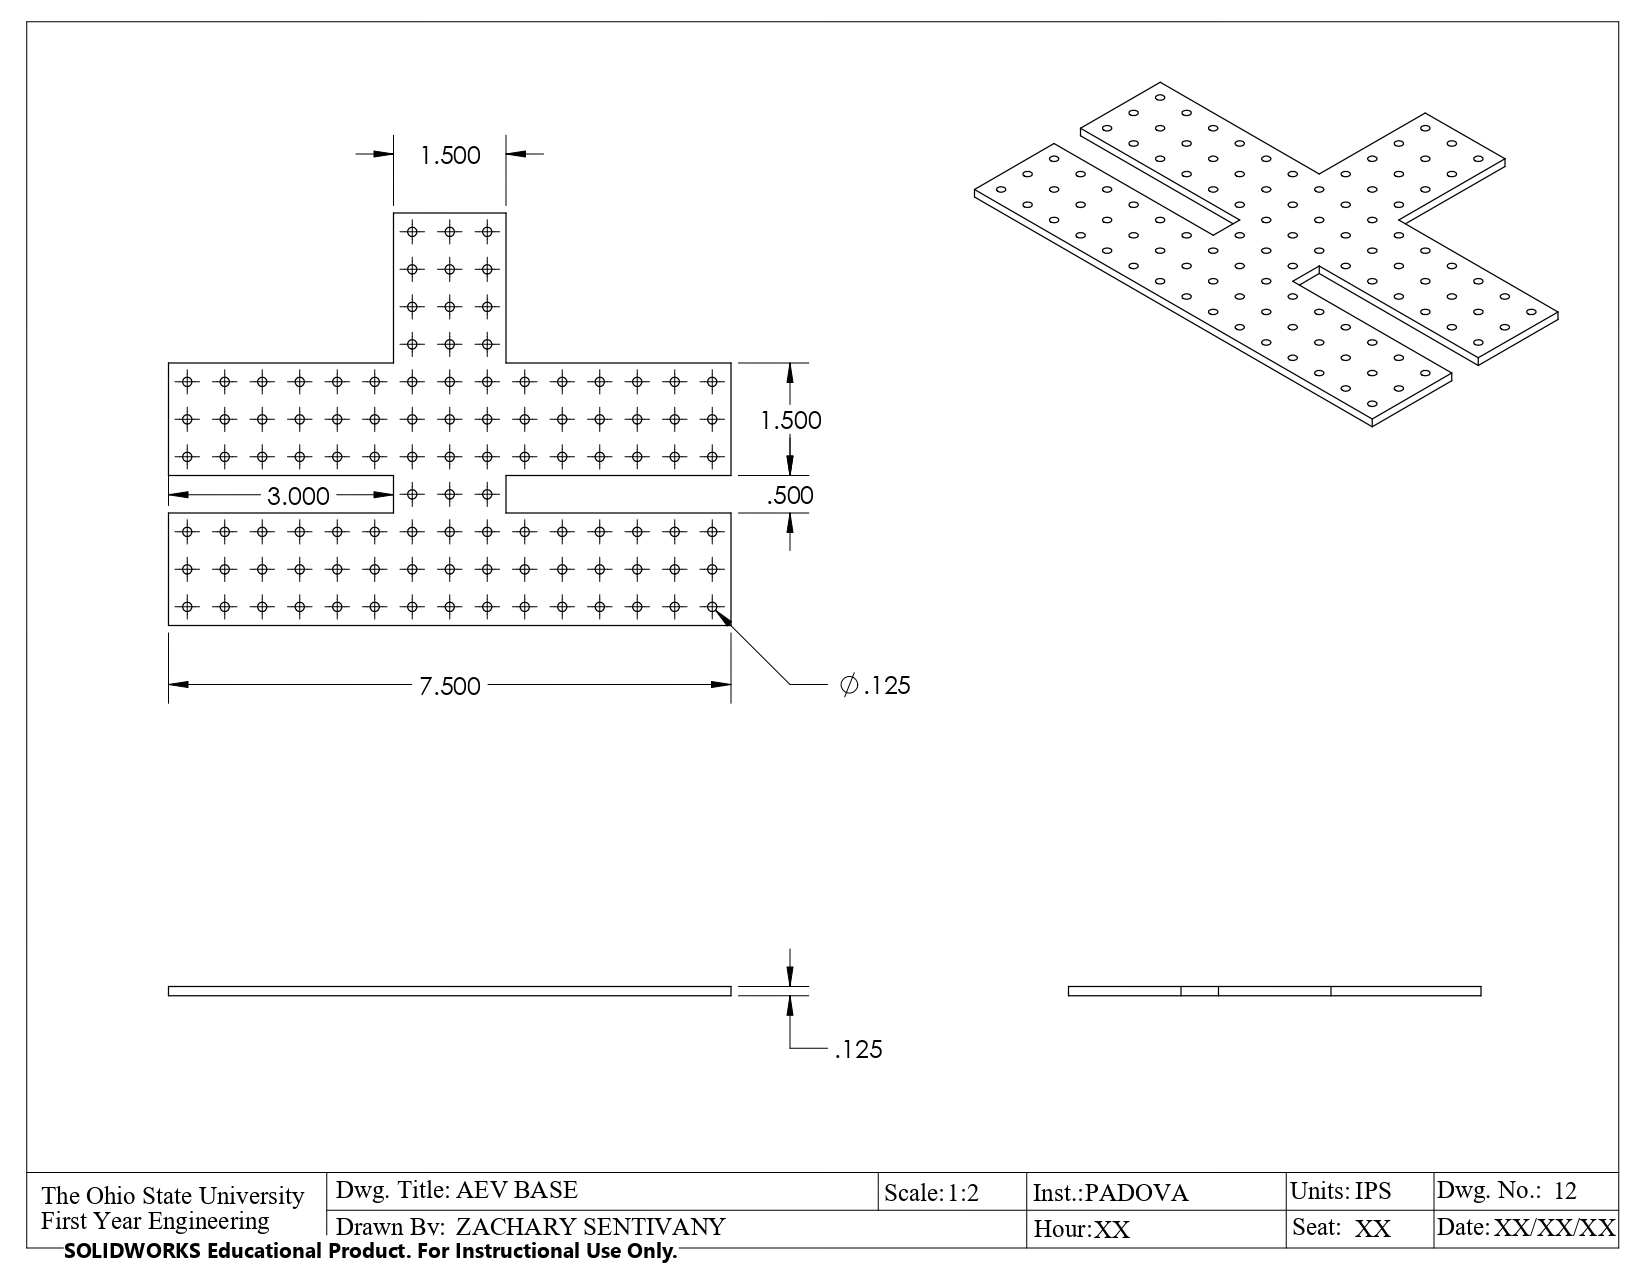 1.500
1.500
3.000
.500
7.500
∅.125
.125
The Ohio State University
First Year Engineering
Dwg. Title: AEV BASE
Scale: 1:2
Inst.: PADOVA
Units: IPS
Dwg. No.: 12
Drawn By: ZACHARY SENTIVANY
Hour: XX
Seat: XX
Date: XX/XX/XX
SOLIDWORKS Educational Product. For Instructional Use Only.